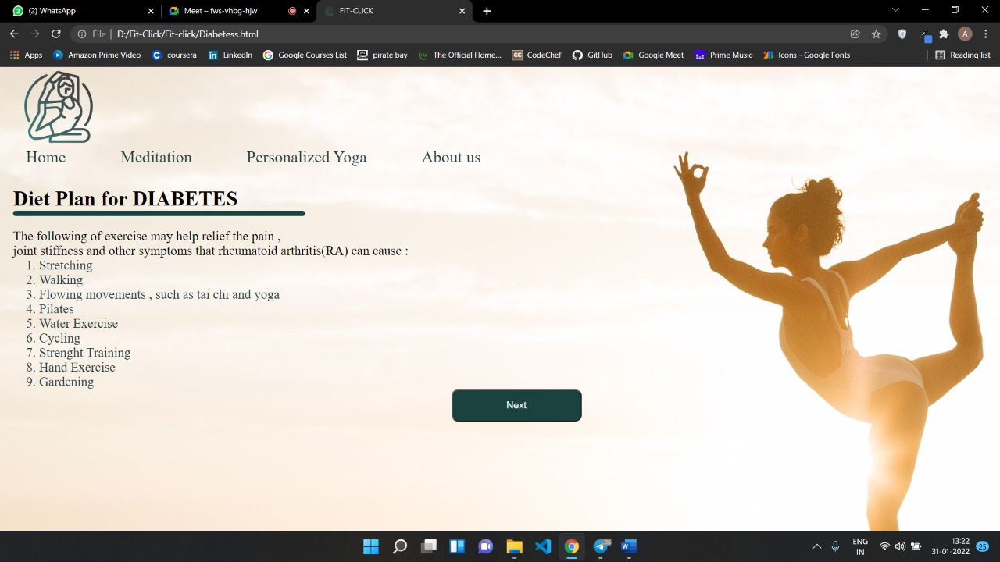 (2) WhatsApp
Meet – fws-vhbg-hjw
FIT-CLICK
File | D:/Fit-Click/Fit-click/Diabetess.html
A
Apps
Amazon Prime Video
coursera
LinkedIn
Google Courses List
pirate bay
The Official Home...
CodeChef
GitHub
Google Meet
Prime Music
Icons - Google Fonts
Reading list
Home
Meditation
Personalized Yoga
About us
Diet Plan for DIABETES
The following of exercise may help relief the pain ,
joint stiffness and other symptoms that rheumatoid arthritis(RA) can cause :
1. Stretching
2. Walking
3. Flowing movements , such as tai chi and yoga
4. Pilates
5. Water Exercise
6. Cycling
7. Strenght Training
8. Hand Exercise
9. Gardening
Next
ENG
IN
13:22
31-01-2022
25